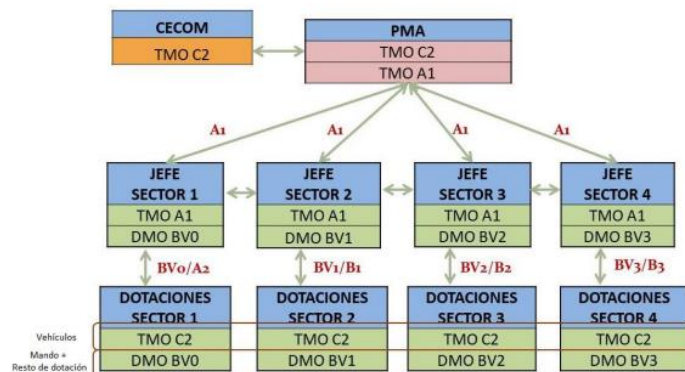 CECOM
TMO C2
PMA
TMO C2
TMO A1
A1 A1 A1 A1
JEFE
SECTOR 1
TMO A1
DMO BV0
JEFE
SECTOR 2
TMO A1
DMO BV1
JEFE
SECTOR 3
TMO A1
DMO BV2
JEFE
SECTOR 4
TMO A1
DMO BV3
BV0/A2 BV1/B1 BV2/B2 BV3/B3
DOTACIONES
SECTOR 1
TMO C2
DMO BV0
DOTACIONES
SECTOR 2
TMO C2
DMO BV1
DOTACIONES
SECTOR 3
TMO C2
DMO BV2
DOTACIONES
SECTOR 4
TMO C2
DMO BV3
Vehículos
Mando +
Resto de dotación